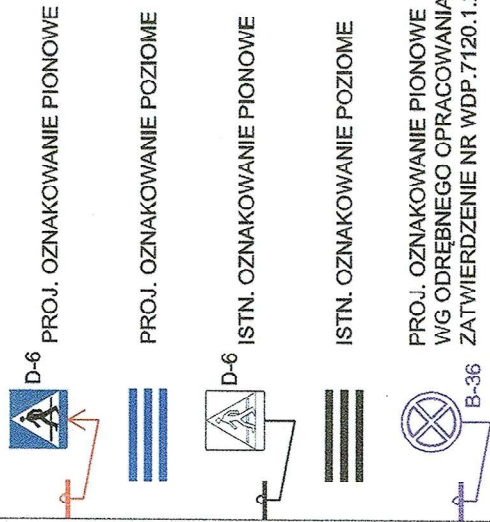 D-6
PROJ. OZNAKOWANIE PIONOWE
PROJ. OZNAKOWANIE POZIOME
D-6
ISTN. OZNAKOWANIE PIONOWE
ISTN. OZNAKOWANIE POZIOME
B-36
PROJ. OZNAKOWANIE PIONOWE
WG ODRĘBNEGO OPRACOWANIA
ZATWIERDZENIE NR WDP.7120.1.